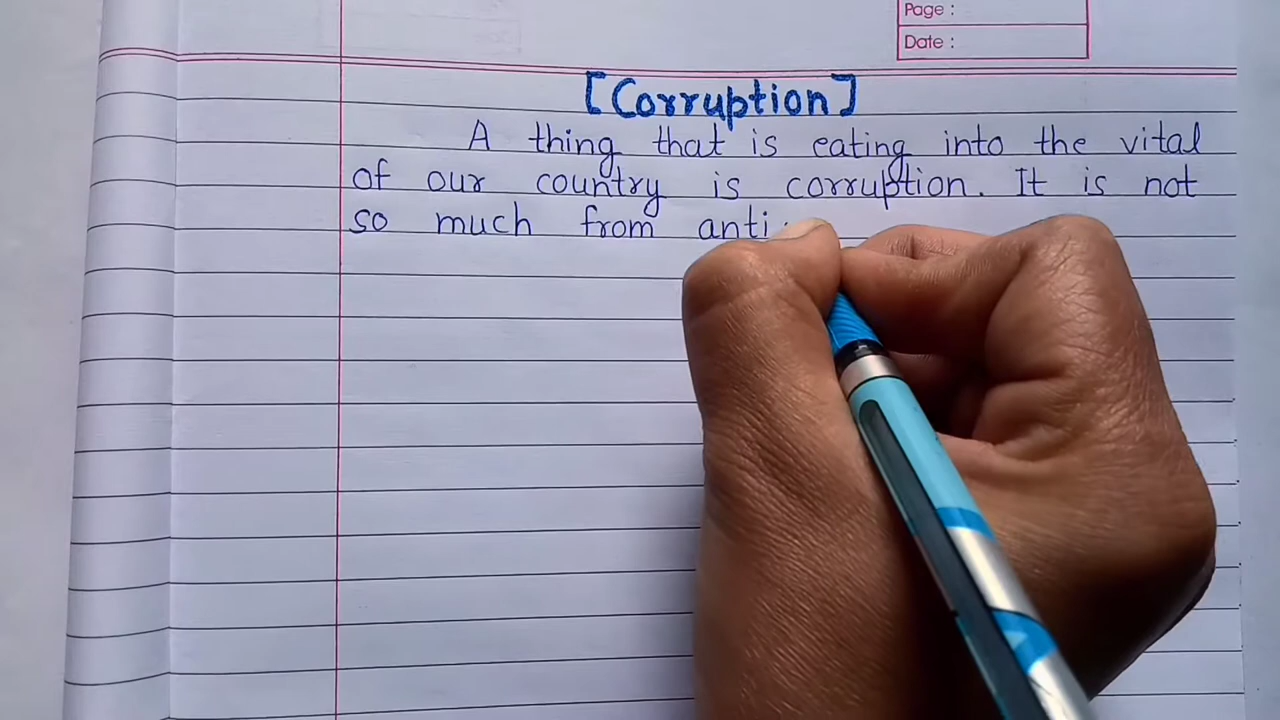 Page :
Date :
[Corruption]
A thing that is eating into the vital
of our country is corruption. It is not
so much from anti